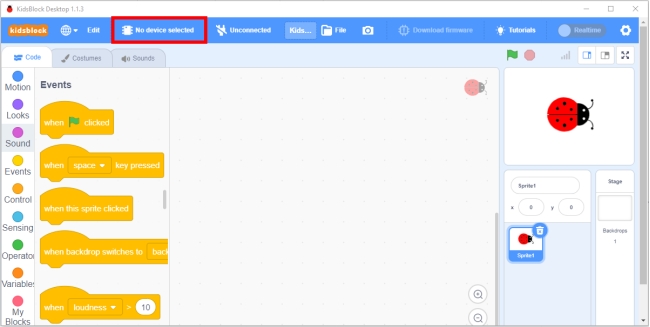 KidsBlock Desktop 1.1.3
kidsblock
Edit
No device selected
Unconnected
Kids...
File
Download firmware
Tutorials
Realtime
Code
Costumes
Sounds
Motion
Looks
Sound
Events
Control
Sensing
Operator
Variables
My
Blocks
Events
when clicked
when space key pressed
when this sprite clicked
when backdrop switches to back
when loudness > 10
Sprite1
x 0 y 0
Sprite1
Stage
Backdrops
1